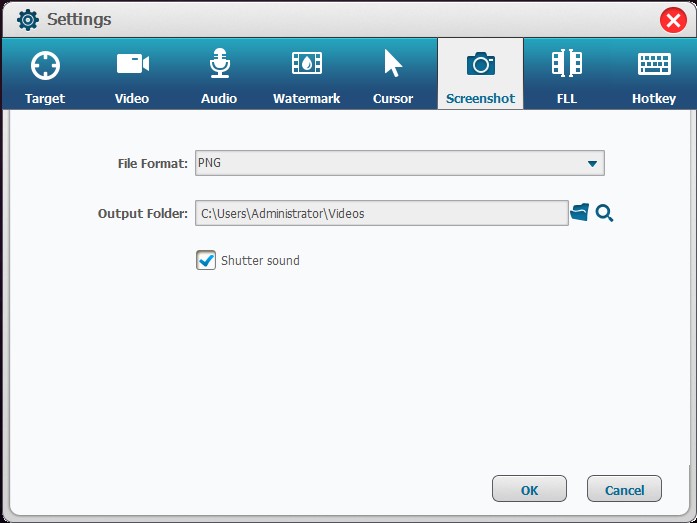 Settings
Target Video Audio Watermark Cursor Screenshot FLL Hotkey
File Format: PNG
Output Folder: C:\Users\Administrator\Videos
Shutter sound
OK Cancel